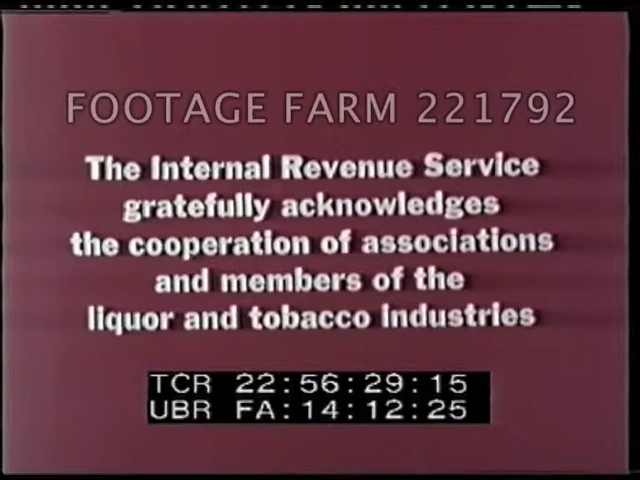 FOOTAGE FARM 221792
The Internal Revenue Service
gratefully acknowledges
the cooperation of associations
and members of the
liquor and tobacco industries
TCR 22:56:29:15
UBR FA:14:12:25